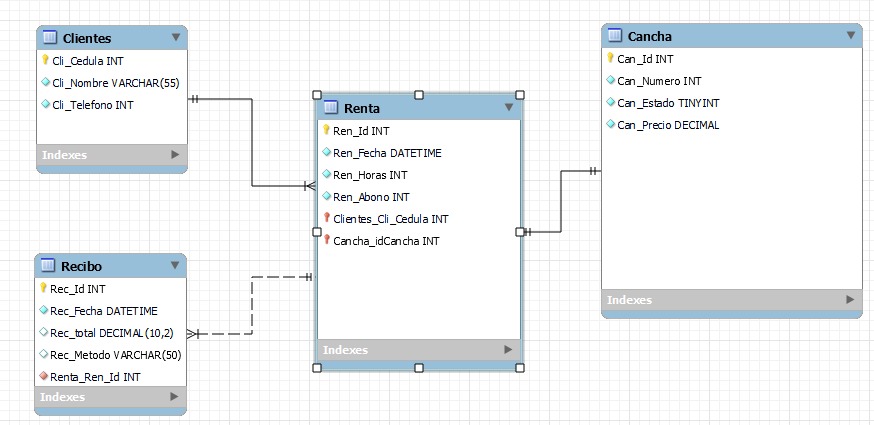 Clientes
Cli_Cedula INT
Cli_Nombre VARCHAR(55)
Cli_Telefono INT
Indexes
Renta
Ren_Id INT
Ren_Fecha DATETIME
Ren_Horas INT
Ren_Abono INT
Clientes_Cli_Cedula INT
Cancha_idCancha INT
Indexes
Cancha
Can_Id INT
Can_Numero INT
Can_Estado TINYINT
Can_Precio DECIMAL
Indexes
Recibo
Rec_Id INT
Rec_Fecha DATETIME
Rec_total DECIMAL(10,2)
Rec_Metodo VARCHAR(50)
Renta_Ren_Id INT
Indexes